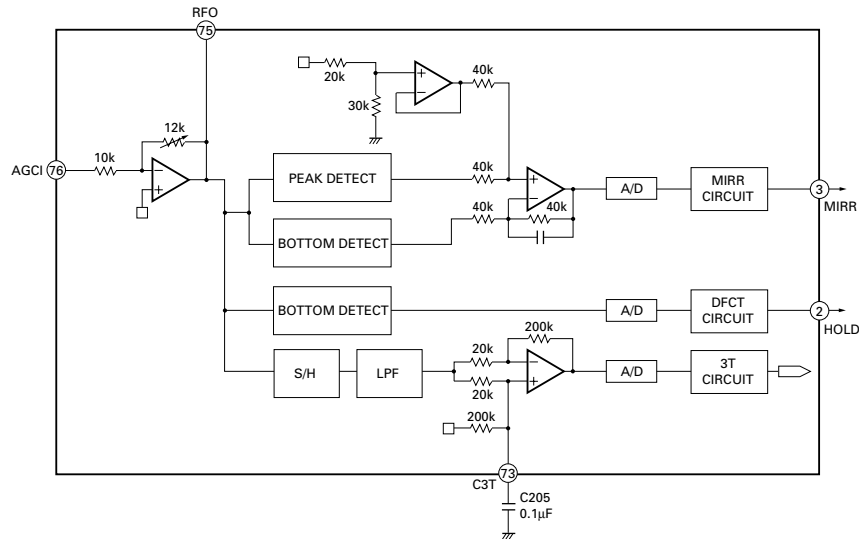 RFO
75
20k
40k
30k
12k
AGCI
76
10k
PEAK DETECT
40k
40k
40k
A/D
MIRR
CIRCUIT
3
MIRR
BOTTOM DETECT
BOTTOM DETECT
A/D
DFCT
CIRCUIT
2
HOLD
200k
S/H
LPF
20k
20k
A/D
3T
CIRCUIT
200k
73
C3T
C205
0.1µF